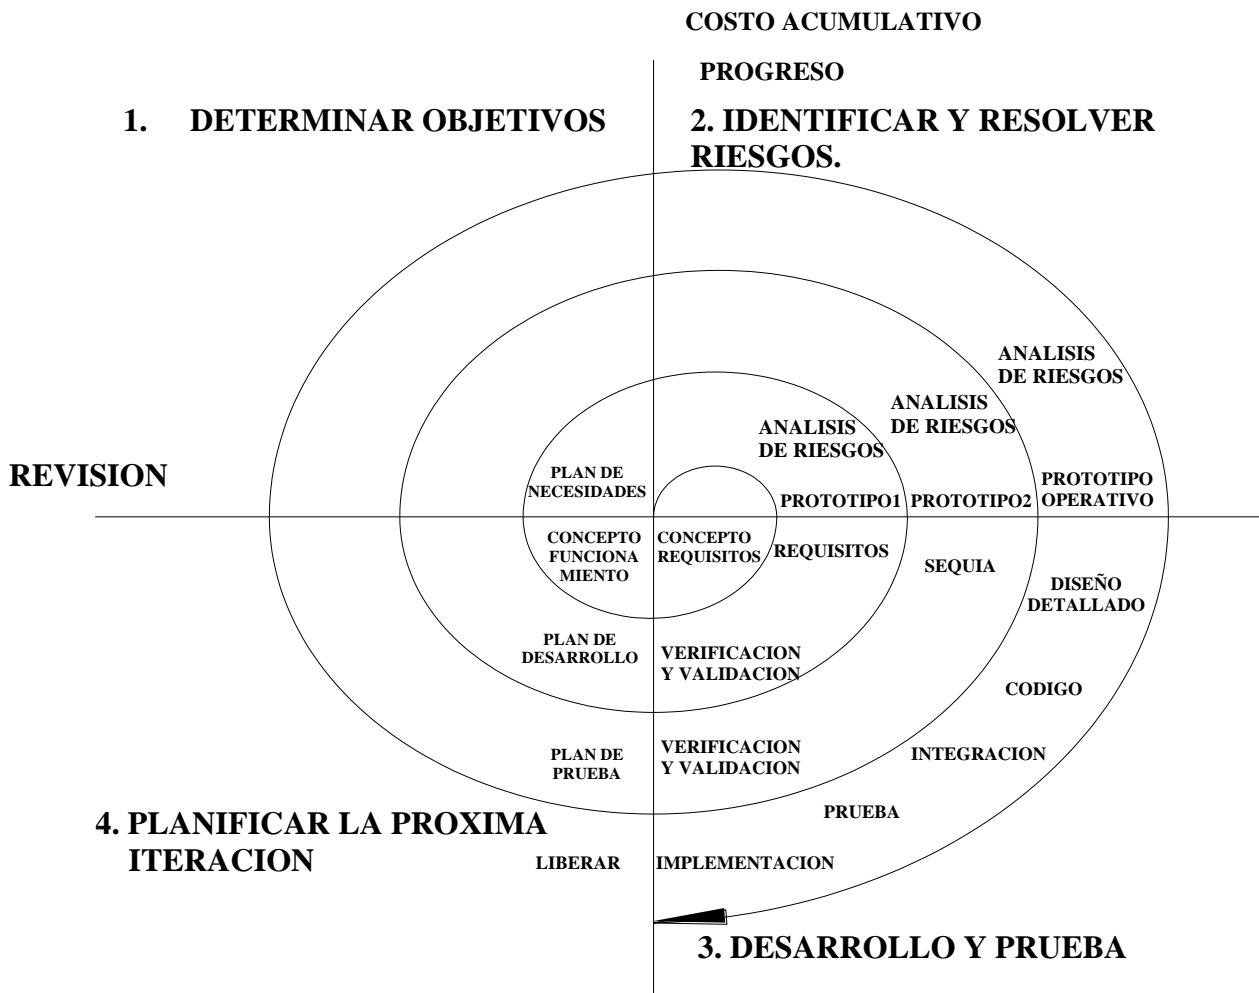 COSTO ACUMULATIVO
PROGRESO
1. DETERMINAR OBJETIVOS
2. IDENTIFICAR Y RESOLVER
RIESGOS.
ANALISIS
DE RIESGOS
ANALISIS
DE RIESGOS
ANALISIS
DE RIESGOS
REVISION
PLAN DE
NECESIDADES
PROTOTIPO1
PROTOTIPO2
PROTOTIPO
OPERATIVO
CONCEPTO
FUNCIONA
MIENTO
CONCEPTO
REQUISITOS
REQUISITOS
SEQUIA
DISEÑO
DETALLADO
PLAN DE
DESARROLLO
VERIFICACION
Y VALIDACION
CODIGO
PLAN DE
PRUEBA
VERIFICACION
Y VALIDACION
INTEGRACION
PRUEBA
4. PLANIFICAR LA PROXIMA
ITERACION
LIBERAR
IMPLEMENTACION
3. DESARROLLO Y PRUEBA